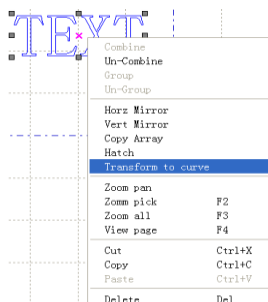 TEXT
Combine
Un-Combine
Group
Un-Group
Horz Mirror
Vert Mirror
Copy Array
Hatch
Transform to curve
Zoom pan
Zomm pick F2
Zoom all F3
View page F4
Cut Ctrl+X
Copy Ctrl+C
Paste Ctrl+V
Delete Del